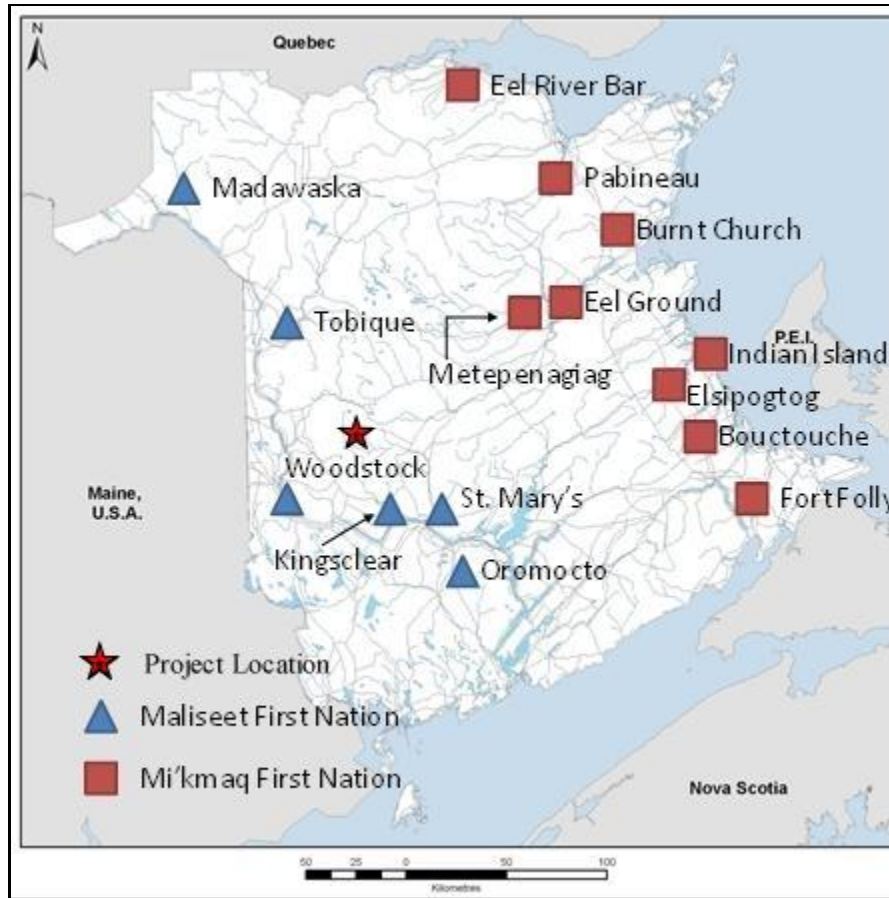 N
Quebec
Eel River Bar
Madawaska
Pabineau
Burnt Church
Eel Ground
Tobique
Metepenagiag
P.E.I.
Indian Island
Elsipogtog
Bouctouche
Woodstock
Maine,
U.S.A.
St. Mary's
Fort Folly
Kingsclear
Oromocto
Project Location
Maliseet First Nation
Mi'kmaq First Nation
Nova Scotia
50 25 0 50 100
Kilometres